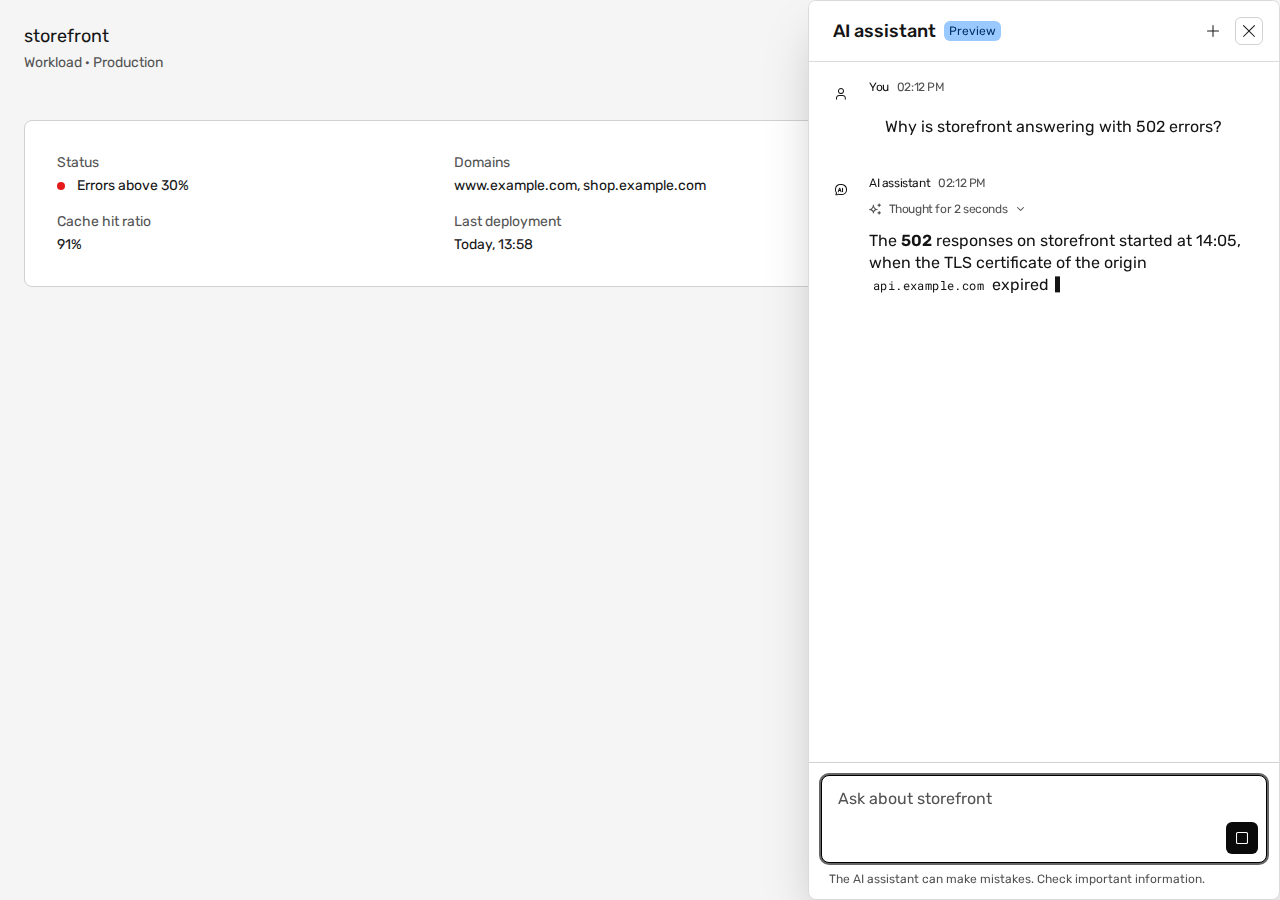 storefront
Workload • Production
Status
Errors above 30%
Domains
www.example.com, shop.example.com
Cache hit ratio
91%
Last deployment
Today, 13:58
AI assistant Preview
You 02:12 PM
Why is storefront answering with 502 errors?
AI assistant 02:12 PM
Thought for 2 seconds
The 502 responses on storefront started at 14:05,
when the TLS certificate of the origin
api.example.com expired
Ask about storefront
The AI assistant can make mistakes. Check important information.